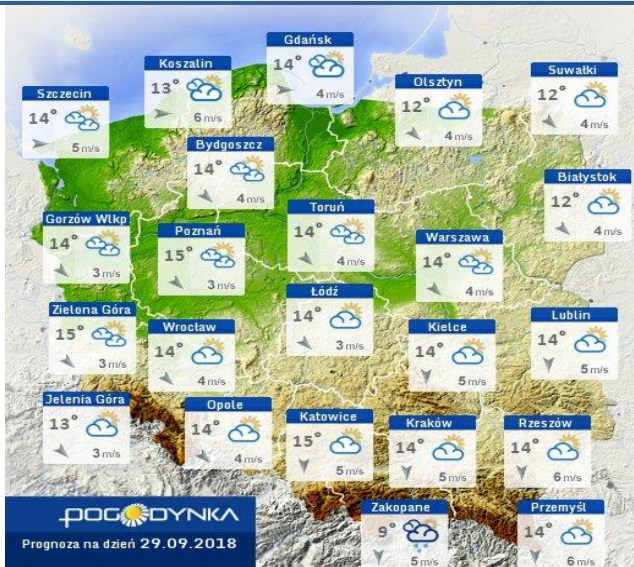 Gdańsk
14°
4 m/s
Koszalin
13°
6 m/s
Suwałki
12°
4 m/s
Olsztyn
12°
4 m/s
Szczecin
14°
5 m/s
Bydgoszcz
14°
4 m/s
Białystok
12°
4 m/s
Gorzów Wlkp
14°
3 m/s
Poznań
15°
3 m/s
Toruń
14°
4 m/s
Warszawa
14°
4 m/s
Łódź
14°
3 m/s
Zielona Góra
15°
3 m/s
Wrocław
14°
4 m/s
Kielce
14°
5 m/s
Lublin
14°
5 m/s
Jelenia Góra
13°
3 m/s
Opole
14°
4 m/s
Katowice
15°
5 m/s
Kraków
14°
5 m/s
Rzeszów
14°
6 m/s
Zakopane
9°
5 m/s
Przemyśl
14°
6 m/s
POGODYNKA
Prognoza na dzień 29.09.2018